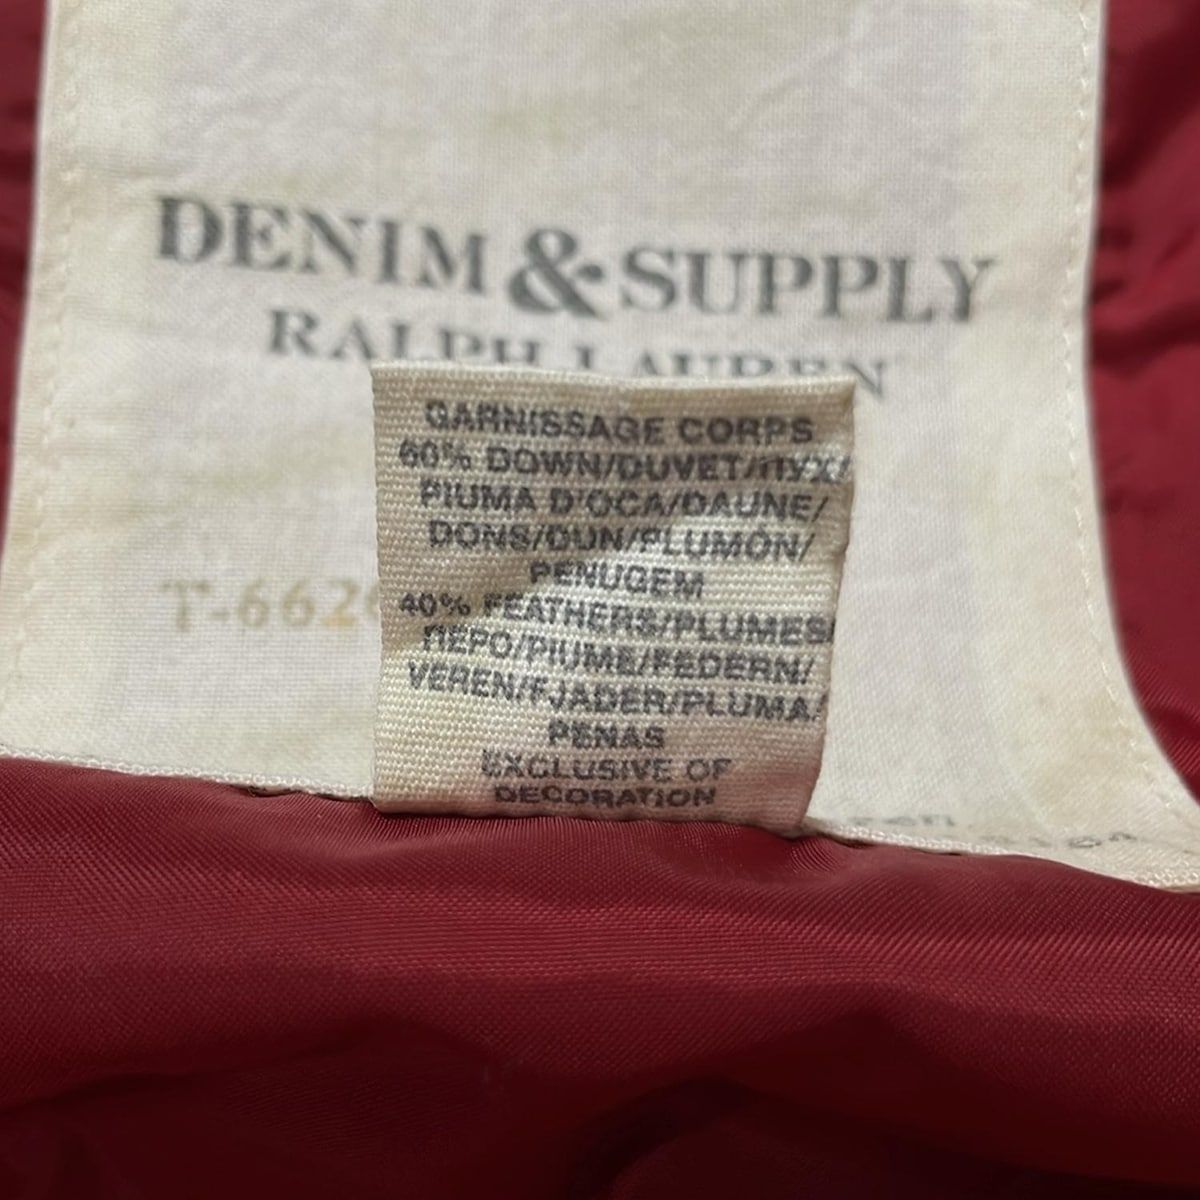 DENIM & SUPPLY
RALPH LAUREN
GARNISSAGE CORPS
60% DOWN/DUVET/ПУХ/
PIUMA D'OCA/DAUNE/
DONS/DUN/PLUMÓN/
PENUGEM
40% FEATHERS/PLUMES/
ПЕРО/PIUME/FEDERN/
VEREN/FJADER/PLUMA/
PENAS
EXCLUSIVE OF
DECORATION